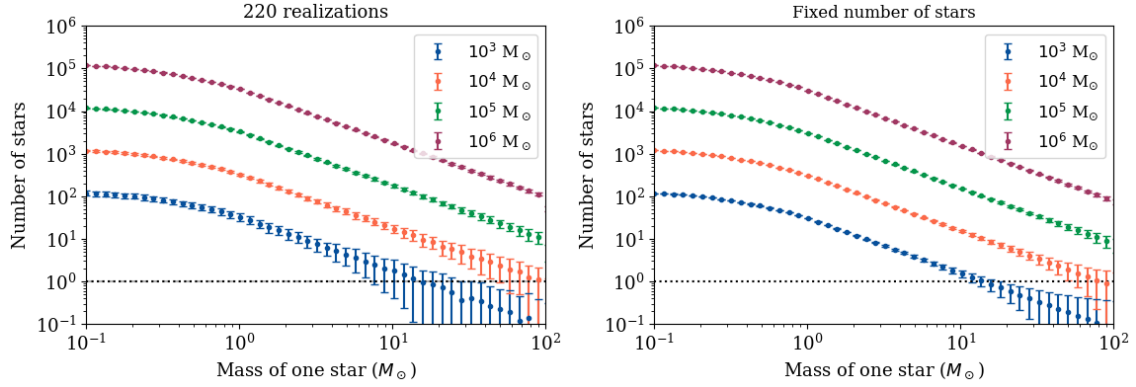 220 realizations
Number of stars
10⁶
10⁵
10⁴
10³
10²
10¹
10⁰
10⁻¹
10³ M⊙
10⁴ M⊙
10⁵ M⊙
10⁶ M⊙
10⁻¹ 10⁰ 10¹ 10²
Mass of one star (M⊙)
Fixed number of stars
Number of stars
10⁶
10⁵
10⁴
10³
10²
10¹
10⁰
10⁻¹
10³ M⊙
10⁴ M⊙
10⁵ M⊙
10⁶ M⊙
10⁻¹ 10⁰ 10¹ 10²
Mass of one star (M⊙)